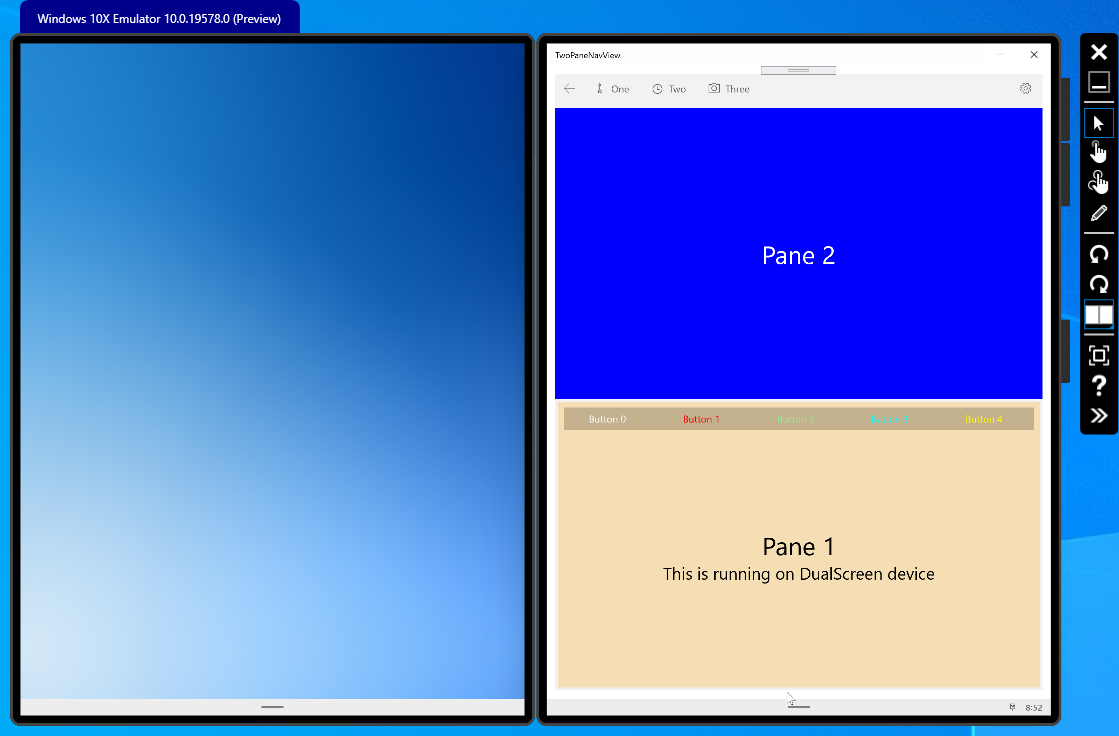 Windows 10X Emulator 10.0.19578.0 (Preview)
TwoPaneNavView
One Two Three
Pane 2
Button 0 Button 1 Button 2 Button 3 Button 4
Pane 1
This is running on DualScreen device
8:52